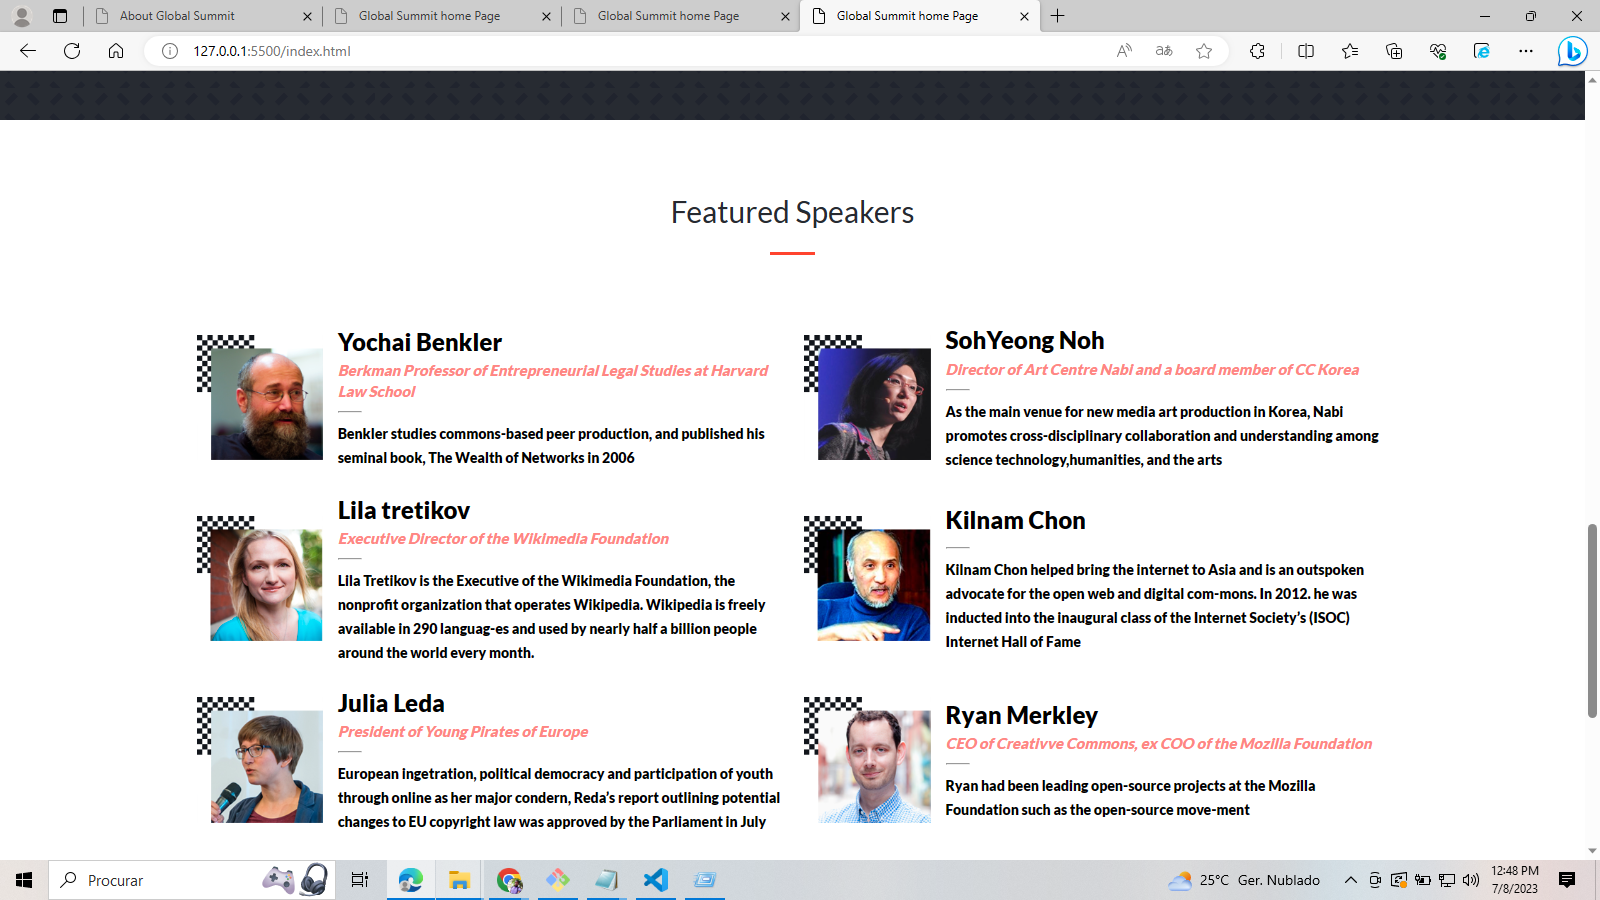 About Global Summit
Global Summit home Page
Global Summit home Page
Global Summit home Page
127.0.0.1:5500/index.html
Featured Speakers
Yochai Benkler
Berkman Professor of Entrepreneurial Legal Studies at Harvard
Law School
Benkler studies commons-based peer production, and published his
seminal book, The Wealth of Networks in 2006
SohYeong Noh
Director of Art Centre Nabi and a board member of CC Korea
As the main venue for new media art production in Korea, Nabi
promotes cross-disciplinary collaboration and understanding among
science technology,humanities, and the arts
Lila tretikov
Executive Director of the Wikimedia Foundation
Lila Tretikov is the Executive of the Wikimedia Foundation, the
nonprofit organization that operates Wikipedia. Wikipedia is freely
available in 290 languag-es and used by nearly half a billion people
around the world every month.
Kilnam Chon
Kilnam Chon helped bring the internet to Asia and is an outspoken
advocate for the open web and digital com-mons. In 2012. he was
inducted into the inaugural class of the Internet Society’s (ISOC)
Internet Hall of Fame
Julia Leda
President of Young Pirates of Europe
European ingetration, political democracy and participation of youth
through online as her major condern, Reda’s report outlining potential
changes to EU copyright law was approved by the Parliament in July
Ryan Merkley
CEO of Creativve Commons, ex COO of the Mozilla Foundation
Ryan had been leading open-source projects at the Mozilla
Foundation such as the open-source move-ment
Procurar
25°C Ger. Nublado
12:48 PM
7/8/2023